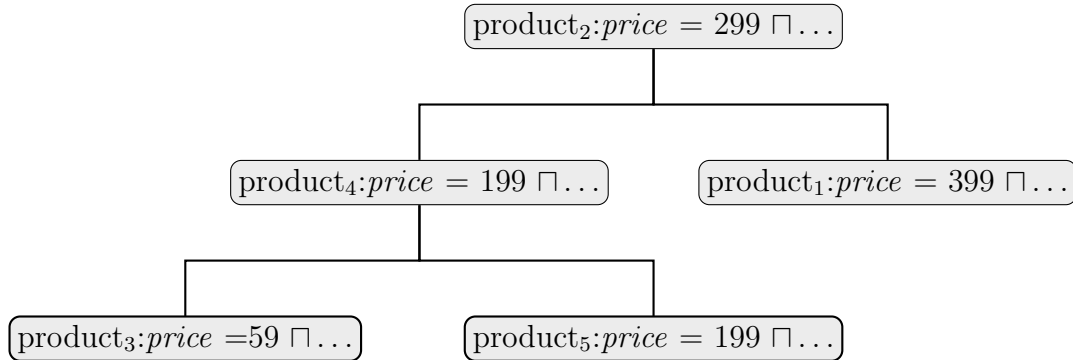 product₂:price = 299 ⊓ …
product₄:price = 199 ⊓ …
product₁:price = 399 ⊓ …
product₃:price =59 ⊓ …
product₅:price = 199 ⊓ …